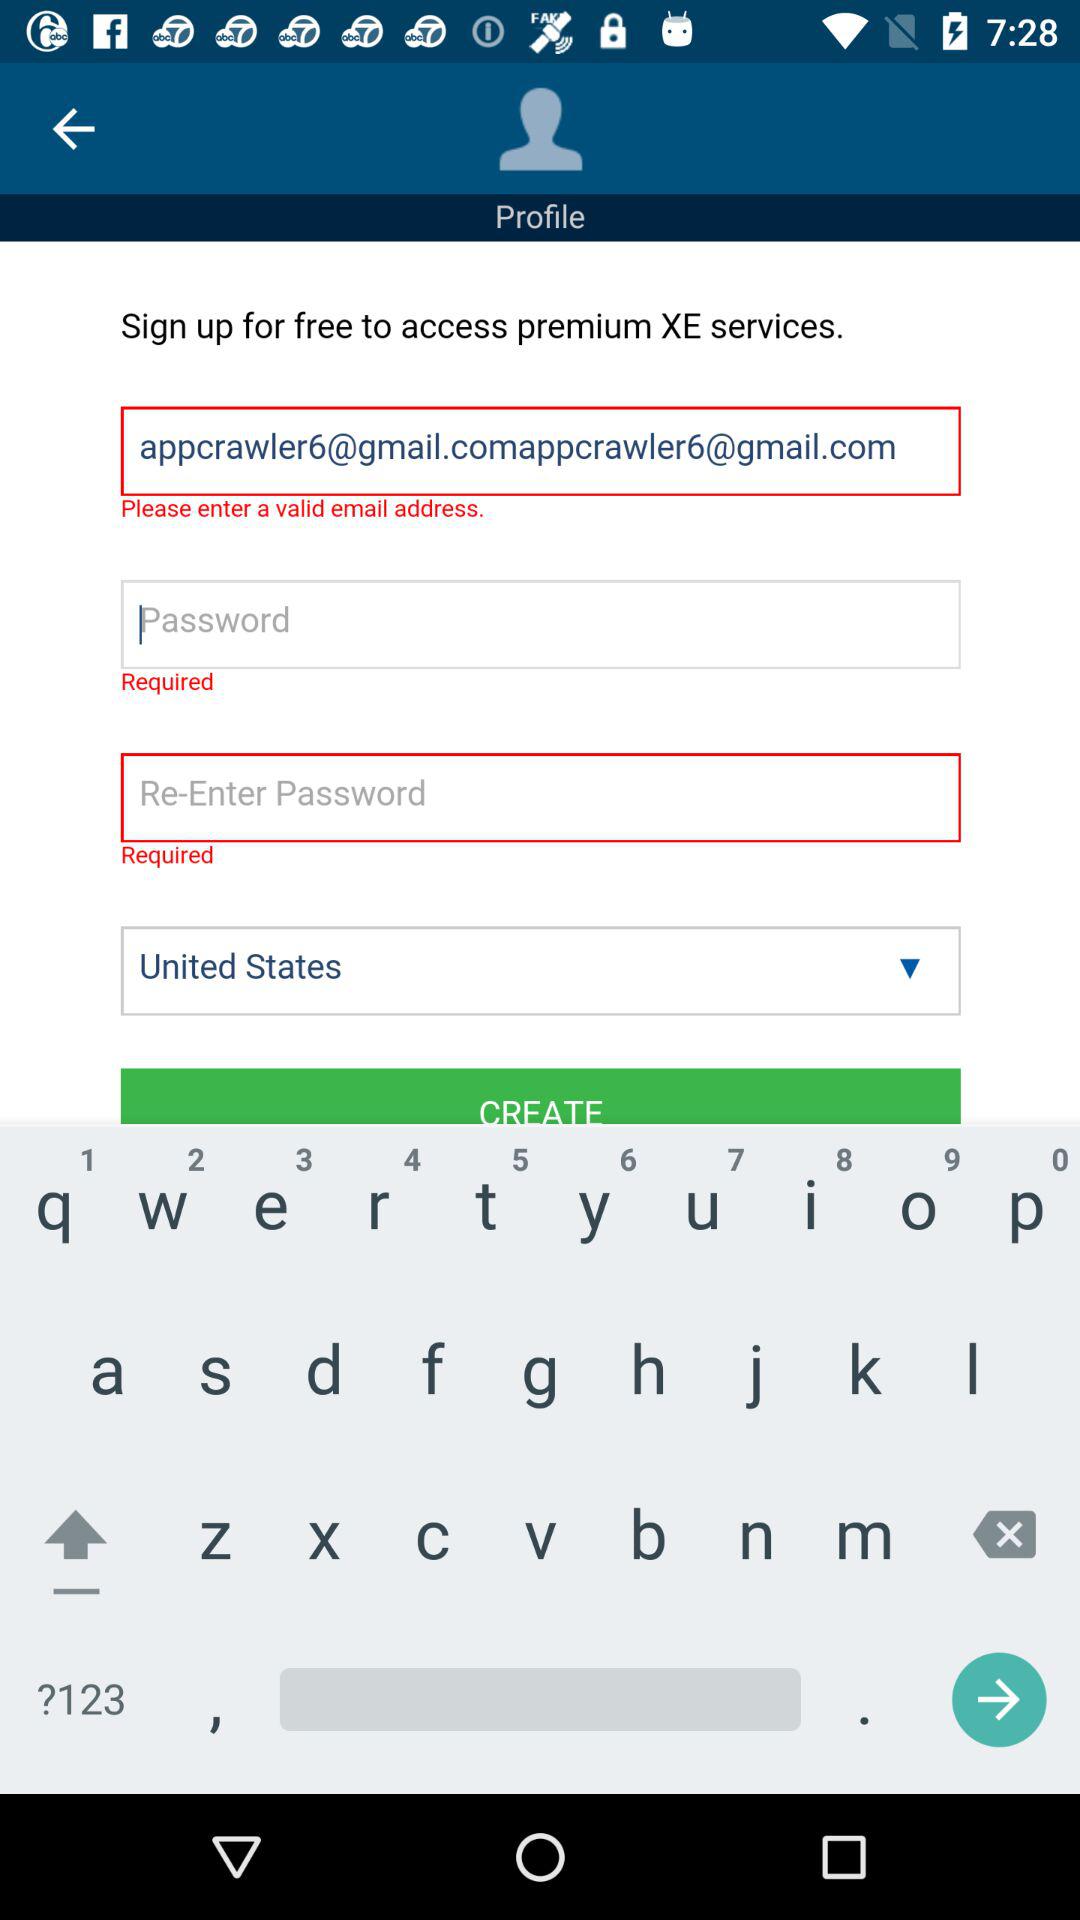 FAKE 7:28
Profile
Sign up for free to access premium XE services.
appcrawler6@gmail.comappcrawler6@gmail.com
Please enter a valid email address.
Password
Required
Re-Enter Password
Required
United States
CREATE
1 2 3 4 5 6 7 8 9 0
q w e r t y u i o p
a s d f g h j k l
z x c v b n m
?123 , .